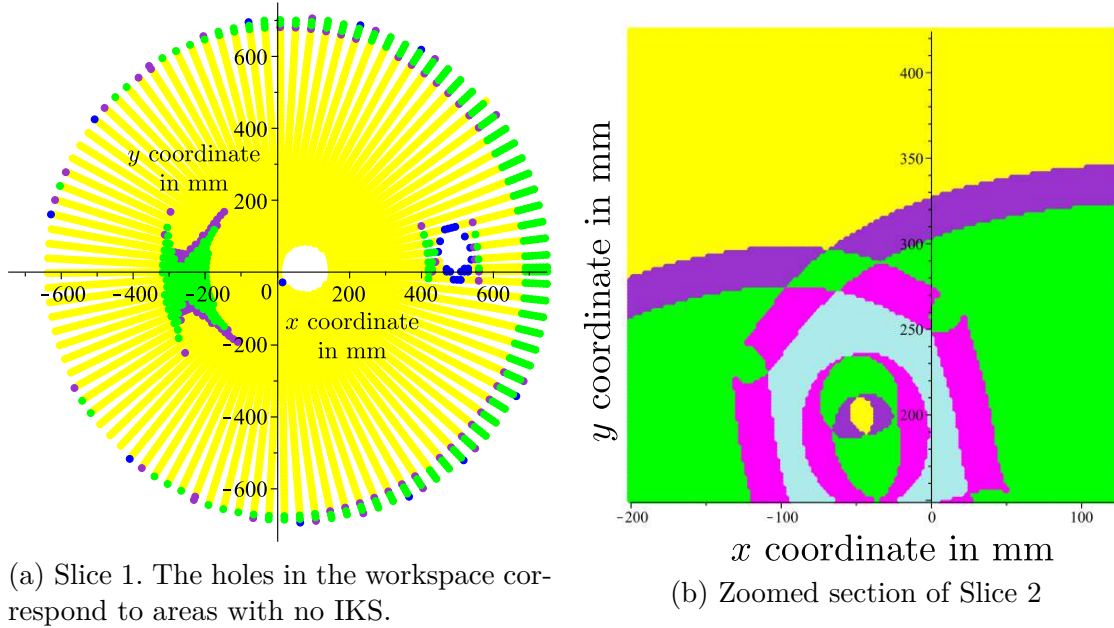 600
400
200
y coordinate
in mm
−600
−400
−200
0
200
400
600
x coordinate
in mm
−200
−400
−600
(a) Slice 1. The holes in the workspace cor-
respond to areas with no IKS.
y coordinate in mm
400
350
300
250
200
−200
−100
0
100
x coordinate in mm
(b) Zoomed section of Slice 2